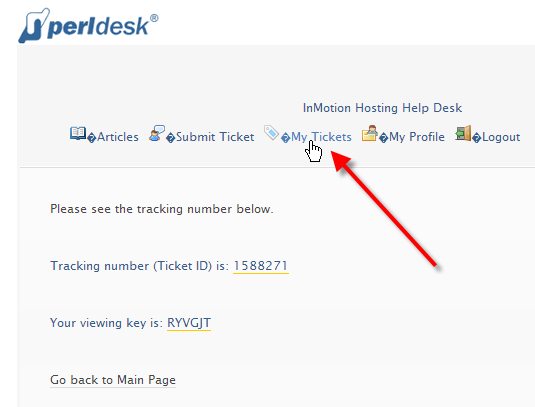 perldesk®
InMotion Hosting Help Desk
�Articles �Submit Ticket �My Tickets �My Profile �Logout
Please see the tracking number below.
Tracking number (Ticket ID) is: 1588271
Your viewing key is: RYVGJT
Go back to Main Page